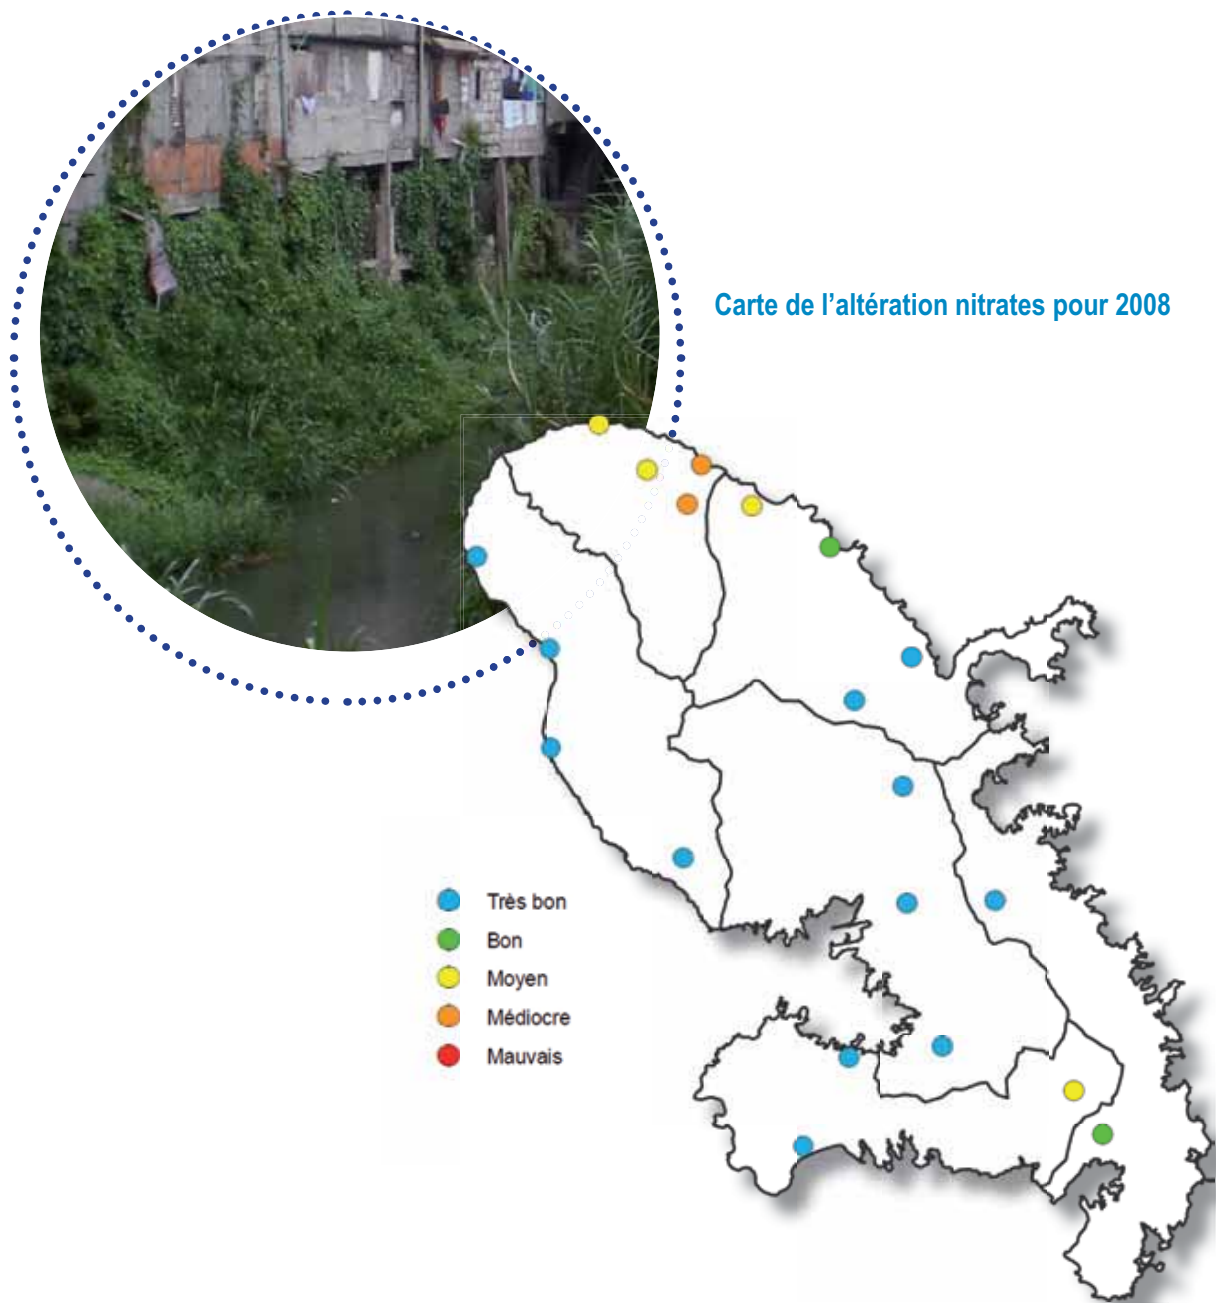 Carte de l’altération nitrates pour 2008
Très bon
Bon
Moyen
Médiocre
Mauvais